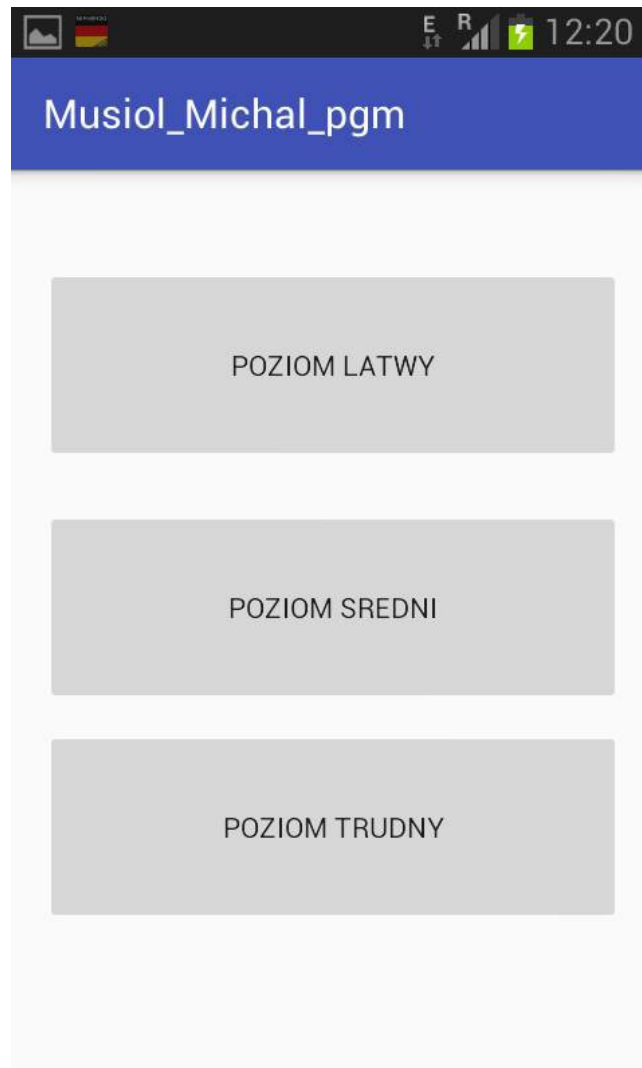 E R 12:20
Musiol_Michal_pgm
POZIOM LATWY
POZIOM SREDNI
POZIOM TRUDNY